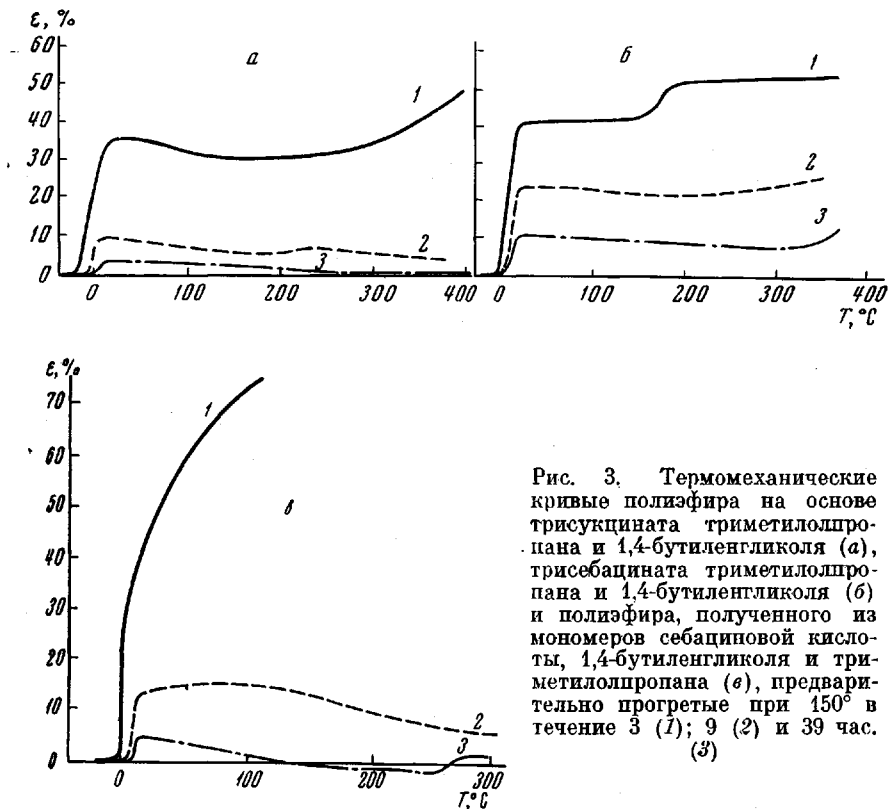 ε, %
60
50
40
30
20
10
0
а
1
2
3
0
100
200
300
400
б
1
2
3
0
100
200
300
400
T, °C
ε, %
70
60
50
40
30
20
10
0
в
1
2
3
0
100
200
300
T, °C
Рис. 3. Термомеханические
кривые полиэфира на основе
трисукцината триметилолпро-
пана и 1,4-бутиленгликоля (а),
трисебацината триметилолпро-
пана и 1,4-бутиленгликоля (б)
и полиэфира, полученного из
мономеров себациновой кисло-
ты, 1,4-бутиленгликоля и три-
метилолпропана (в), предвари-
тельно прогретые при 150° в
течение 3 (1); 9 (2) и 39 час.
(3)